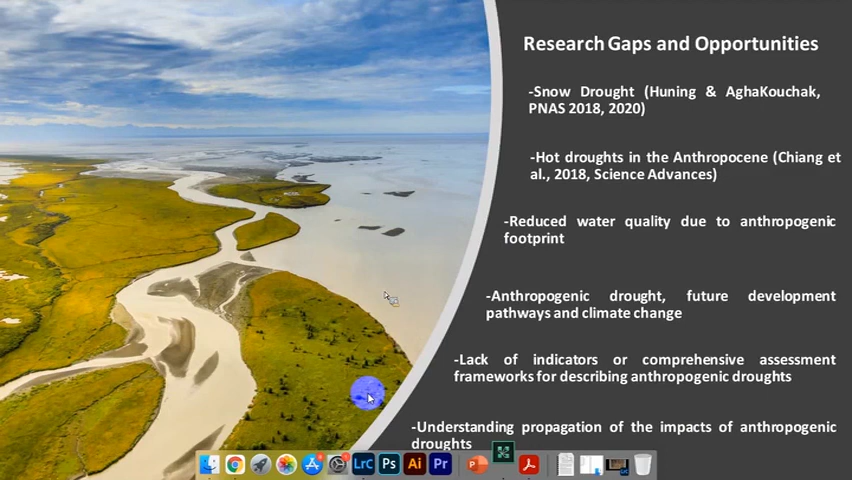 Research Gaps and Opportunities
-Snow Drought (Huning & AghaKouchak,
PNAS 2018, 2020)
-Hot droughts in the Anthropocene (Chiang et
al., 2018, Science Advances)
-Reduced water quality due to anthropogenic
footprint
-Anthropogenic drought, future development
pathways and climate change
-Lack of indicators or comprehensive assessment
frameworks for describing anthropogenic droughts
-Understanding propagation of the impacts of anthropogenic
droughts
LrC Ps Ai Pr P